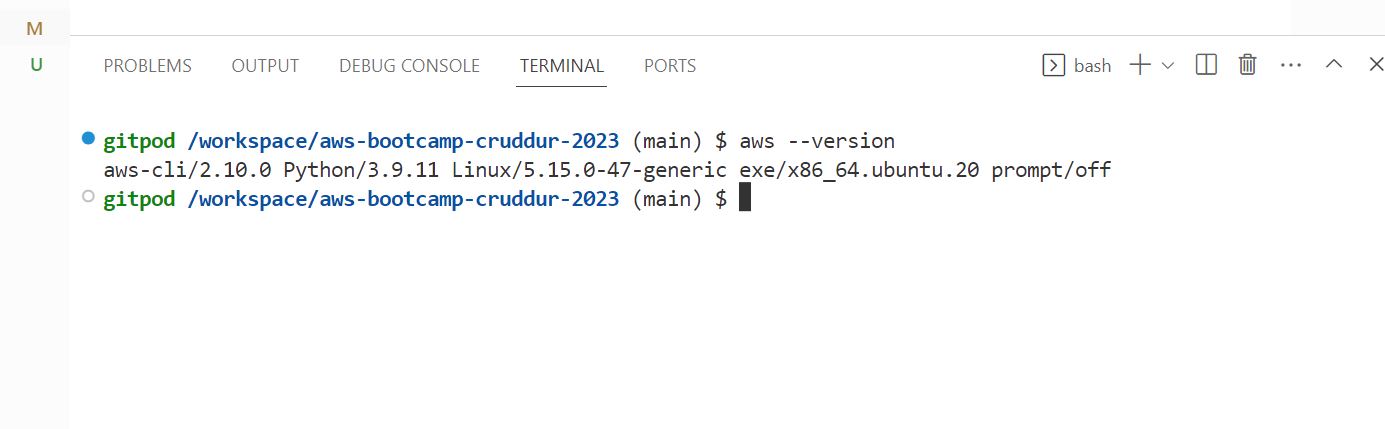 M
U
PROBLEMS OUTPUT DEBUG CONSOLE TERMINAL PORTS bash
gitpod /workspace/aws-bootcamp-cruddur-2023 (main) $ aws --version
aws-cli/2.10.0 Python/3.9.11 Linux/5.15.0-47-generic exe/x86_64.ubuntu.20 prompt/off
gitpod /workspace/aws-bootcamp-cruddur-2023 (main) $